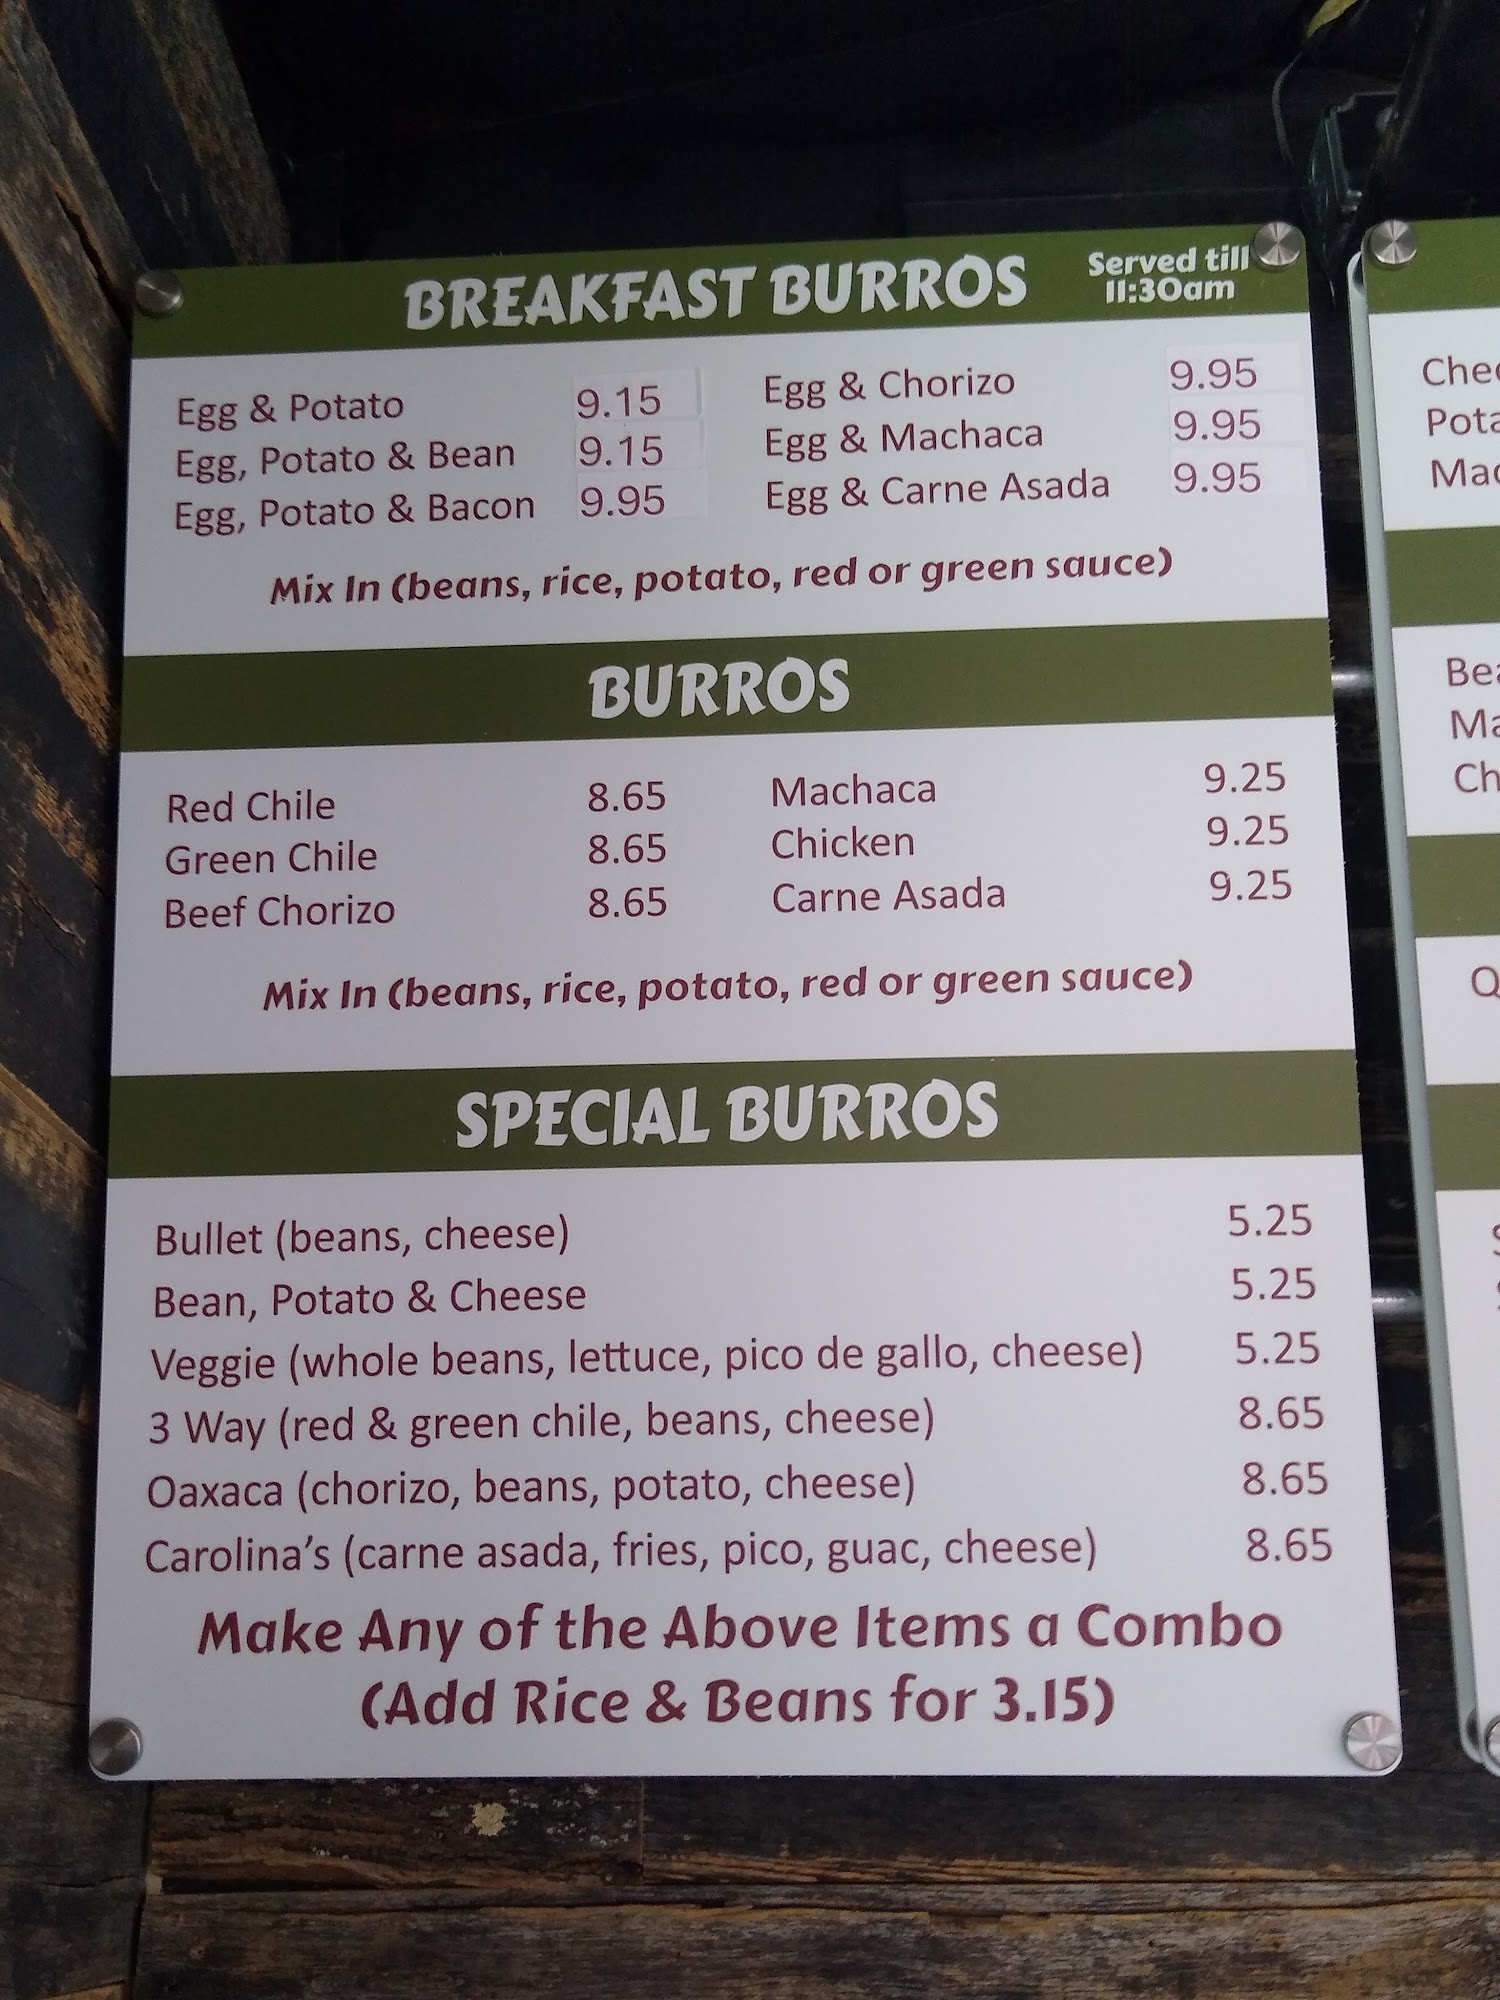 BREAKFAST BURROS
Served till
11:30am
Egg & Potato 9.15
Egg, Potato & Bean 9.15
Egg, Potato & Bacon 9.95
Egg & Chorizo 9.95
Egg & Machaca 9.95
Egg & Carne Asada 9.95
Mix In (beans, rice, potato, red or green sauce)
BURROS
Red Chile 8.65
Green Chile 8.65
Beef Chorizo 8.65
Machaca 9.25
Chicken 9.25
Carne Asada 9.25
Mix In (beans, rice, potato, red or green sauce)
SPECIAL BURROS
Bullet (beans, cheese) 5.25
Bean, Potato & Cheese 5.25
Veggie (whole beans, lettuce, pico de gallo, cheese) 5.25
3 Way (red & green chile, beans, cheese) 8.65
Oaxaca (chorizo, beans, potato, cheese) 8.65
Carolina's (carne asada, fries, pico, guac, cheese) 8.65
Make Any of the Above Items a Combo
(Add Rice & Beans for 3.15)